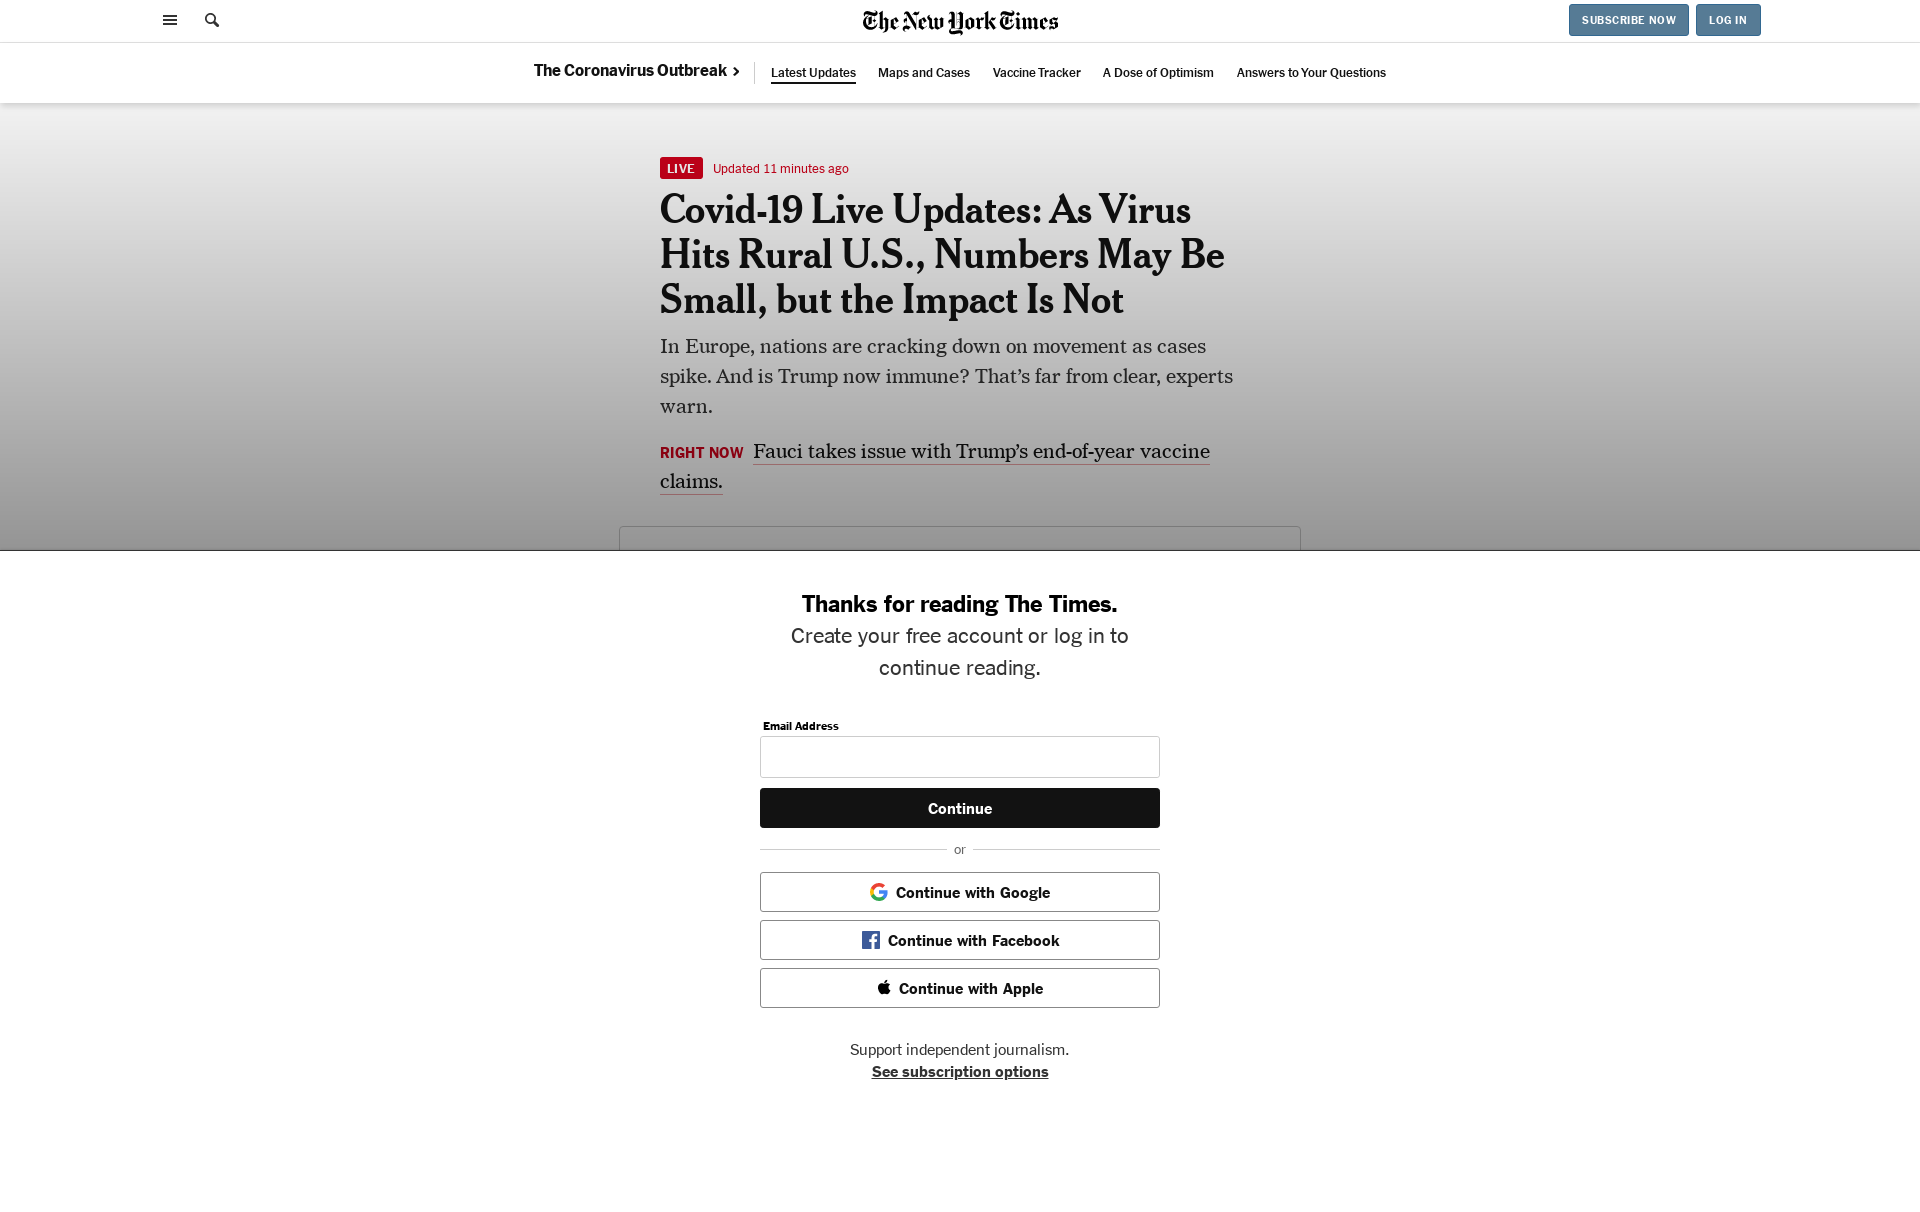 The New York Times
SUBSCRIBE NOW
LOG IN
The Coronavirus Outbreak
Latest Updates
Maps and Cases
Vaccine Tracker
A Dose of Optimism
Answers to Your Questions
LIVE Updated 11 minutes ago
Covid-19 Live Updates: As Virus
Hits Rural U.S., Numbers May Be
Small, but the Impact Is Not
In Europe, nations are cracking down on movement as cases
spike. And is Trump now immune? That’s far from clear, experts
warn.
RIGHT NOW Fauci takes issue with Trump’s end-of-year vaccine
claims.
Thanks for reading The Times.
Create your free account or log in to
continue reading.
Email Address
Continue
or
Continue with Google
Continue with Facebook
Continue with Apple
Support independent journalism.
See subscription options